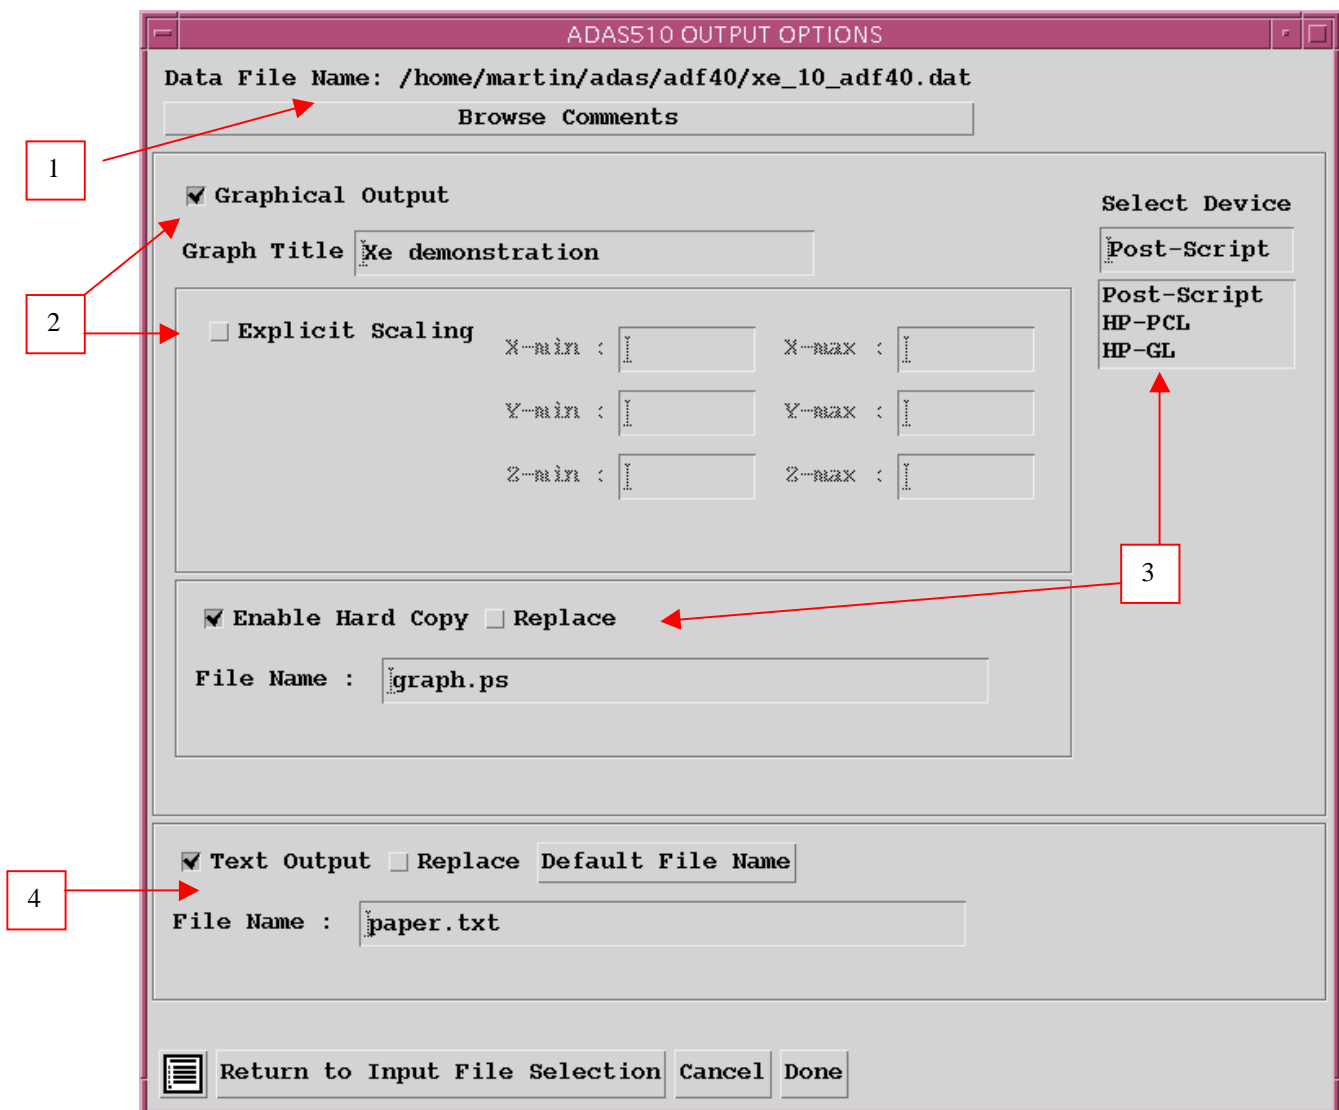 ADAS510 OUTPUT OPTIONS
Data File Name: /home/martin/adas/adf40/xe_10_adf40.dat
Browse Comments
1
Graphical Output
Graph Title Xe demonstration
Select Device
Post-Script
Post-Script
HP-PCL
HP-GL
2
Explicit Scaling
X-min : X-max :
Y-min : Y-max :
Z-min : Z-max :
3
Enable Hard Copy Replace
File Name : graph.ps
Text Output Replace Default File Name
4
File Name : paper.txt
Return to Input File Selection Cancel Done